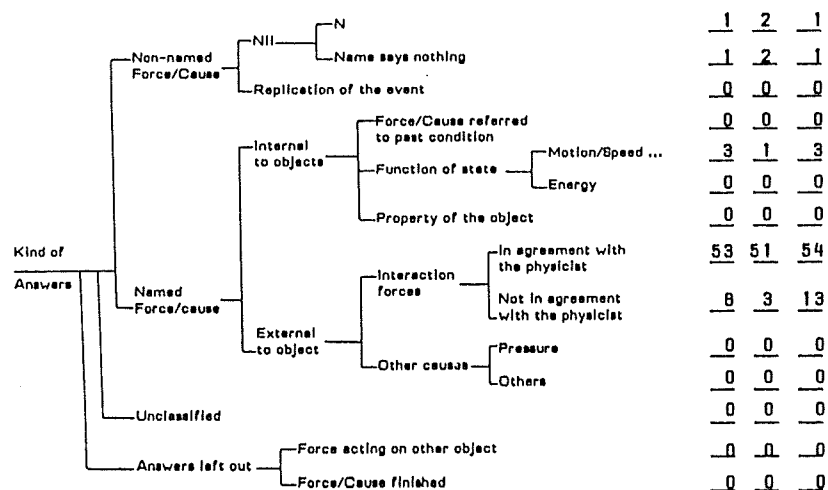 N 1 2 1
NII
Non-named Force/Cause
Name says nothing 1 2 1
Replication of the event 0 0 0
Force/Cause referred to past condition 0 0 0
Internal to objects
Motion/Speed ... 3 1 3
Function of state
Energy 0 0 0
Property of the object 0 0 0
Kind of Answers
In agreement with the physicist 53 51 54
Interaction forces
Named Force/cause
Not in agreement with the physicist 8 3 13
External to object
Pressure 0 0 0
Other causes
Others 0 0 0
Unclassified 0 0 0
Force acting on other object 0 0 0
Answers left out
Force/Cause finished 0 0 0